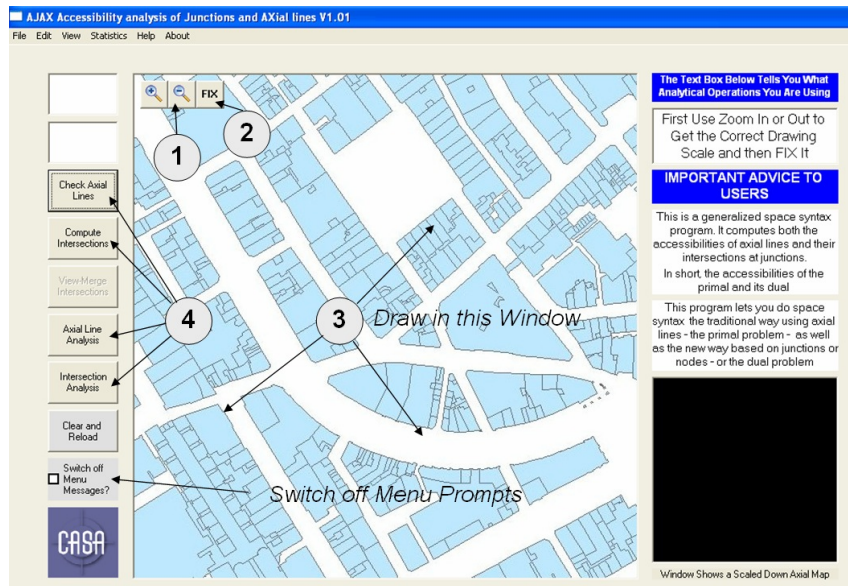 AJAX Accessibility analysis of Junctions and AXial lines V1.01
File Edit View Statistics Help About
FIX
1
2
Check Axial
Lines
Compute
Intersections
View-Merge
Intersections
Axial Line
Analysis
Intersection
Analysis
Clear and
Reload
Switch off
Menu
Messages?
CASA
4
3
Draw in this Window
Switch off Menu Prompts
The Text Box Below Tells You What
Analytical Operations You Are Using
First Use Zoom In or Out to
Get the Correct Drawing
Scale and then FIX It
IMPORTANT ADVICE TO
USERS
This is a generalized space syntax
program. It computes both the
accessibilities of axial lines and their
intersections at junctions.
In short, the accessibilities of the
primal and its dual
This program lets you do space
syntax the traditional way using axial
lines - the primal problem - as well
as the new way based on junctions or
nodes - or the dual problem
Window Shows a Scaled Down Axial Map